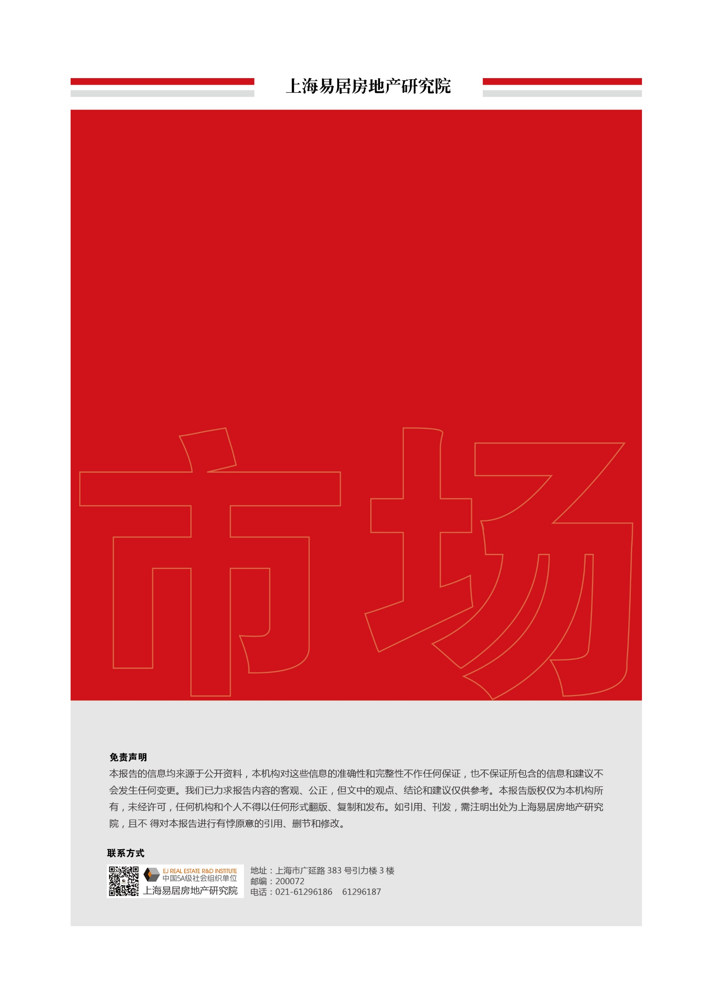 上海易居房地产研究院
市场
免责声明
本报告的信息均来源于公开资料，本机构对这些信息的准确性和完整性不作任何保证，也不保证所包含的信息和建议不
会发生任何变更。我们已力求报告内容的客观、公正，但文中的观点、结论和建议仅供参考。本报告版权仅为本机构所
有，未经许可，任何机构和个人不得以任何形式翻版、复制和发布。如引用、刊发，需注明出处为上海易居房地产研究
院，且不 得对本报告进行有悖原意的引用、删节和修改。
联系方式
EJ REAL ESTATE R&D INSTITUTE
中国5A级社会组织单位
上海易居房地产研究院
地址：上海市广延路 383 号引力楼 3 楼
邮编：200072
电话：021-61296186 61296187